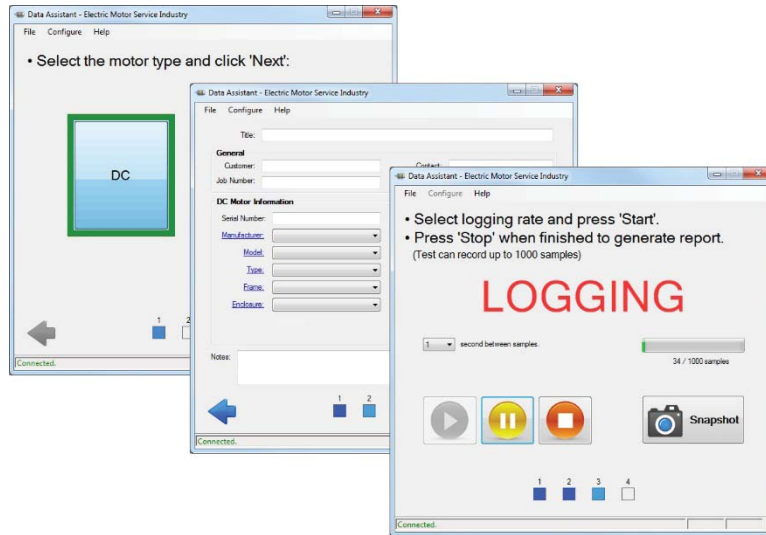 Data Assistant - Electric Motor Service Industry
File Configure Help
• Select the motor type and click 'Next':
DC
1 2
Connected.
Data Assistant - Electric Motor Service Industry
File Configure Help
Title:
General
Customer: Contact:
Job Number:
DC Motor Information
Serial Number:
Manufacturer:
Model:
Type:
Frame:
Enclosure:
Notes:
1 2
Connected.
Data Assistant - Electric Motor Service Industry
File Configure Help
• Select logging rate and press 'Start'.
• Press 'Stop' when finished to generate report.
(Test can record up to 1000 samples)
LOGGING
1 second between samples.
34 / 1000 samples
Snapshot
1 2 3 4
Connected.